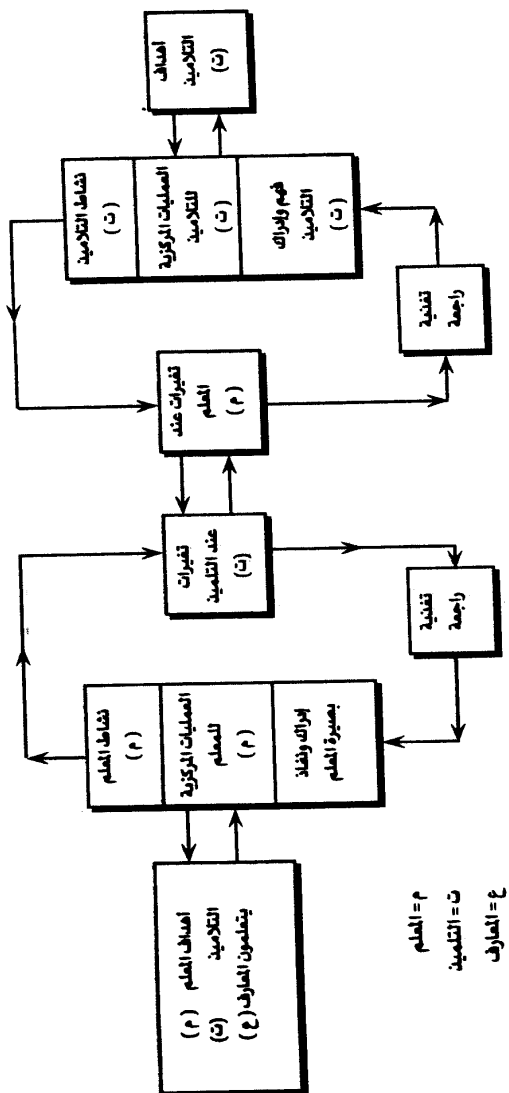 أهداف
التلاميذ
(ت)
نشاط التلاميذ
(ت)
العمليات المركزية
للتلاميذ
(ت)
فهم وإدراك
التلاميذ
(ت)
تغذية
راجعة
تغيرات عند
المعلم
(م)
تغيرات
عند التلميذ
(ت)
تغذية
راجعة
نشاط المعلم
(م)
العمليات المركزية
للمعلم
(م)
إدراك ونفاذ
بصيرة المعلم
أهداف المعلم (م)
التلاميذ (ت)
يتعلمون المعارف (ع)
م = المعلم
ت = التلميذ
ع = المعارف